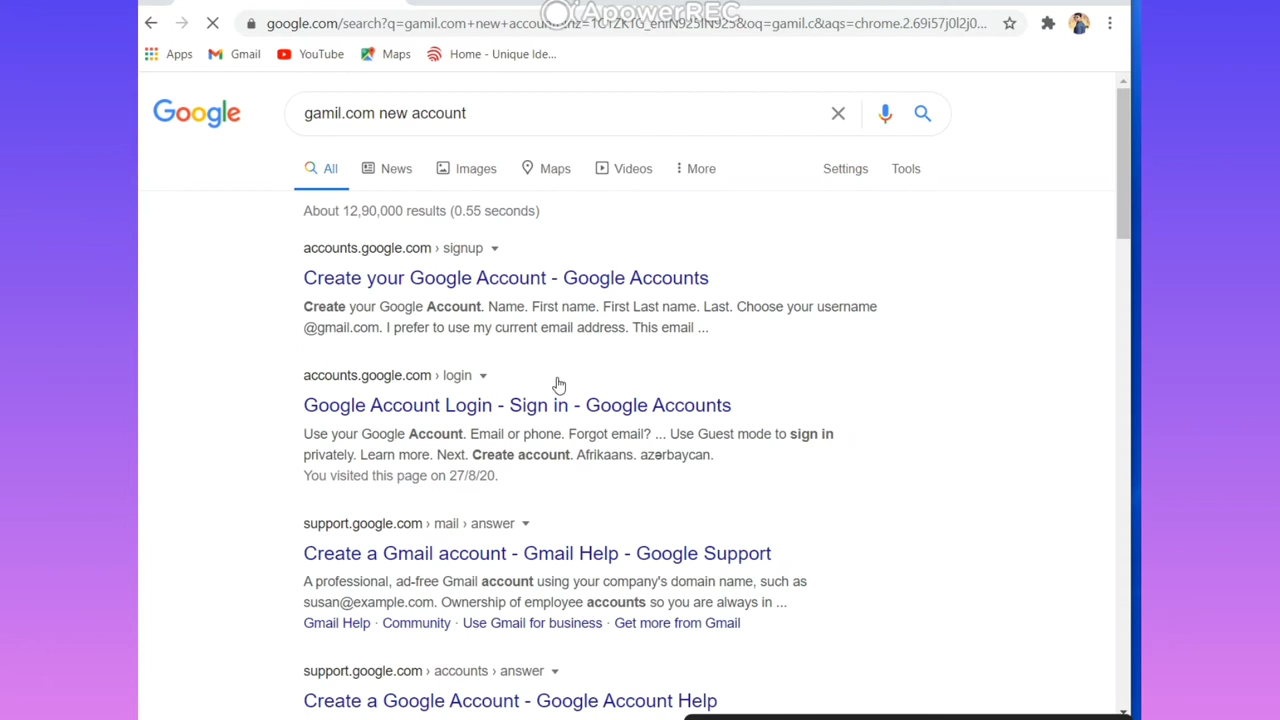 ApowerREC
google.com/search?q=gamil.com+new+accou
Apps Gmail YouTube Maps Home - Unique Ide...
Google
gamil.com new account
All News Images Maps Videos More Settings Tools
About 12,90,000 results (0.55 seconds)
accounts.google.com › signup
Create your Google Account - Google Accounts
Create your Google Account. Name. First name. First Last name. Last. Choose your username
@gmail.com. I prefer to use my current email address. This email ...
accounts.google.com › login
Google Account Login - Sign in - Google Accounts
Use your Google Account. Email or phone. Forgot email? ... Use Guest mode to sign in
privately. Learn more. Next. Create account. Afrikaans. azərbaycan.
You visited this page on 27/8/20.
support.google.com › mail › answer
Create a Gmail account - Gmail Help - Google Support
A professional, ad-free Gmail account using your company's domain name, such as
susan@example.com. Ownership of employee accounts so you are always in ...
Gmail Help · Community · Use Gmail for business · Get more from Gmail
support.google.com › accounts › answer
Create a Google Account - Google Account Help